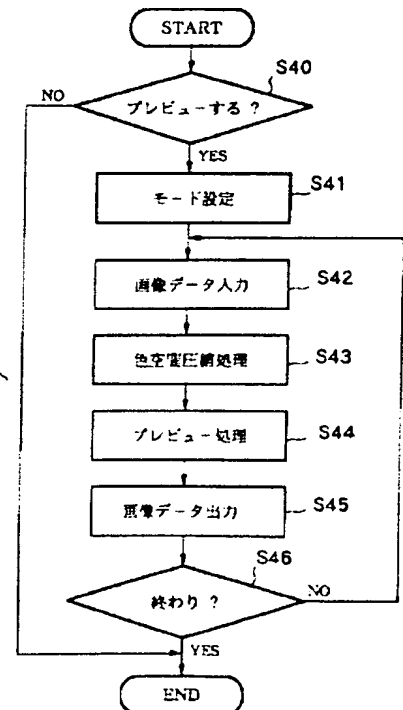 START
S40
NO
プレビューする ?
YES
S41
モード設定
画像データ入力
S42
色空間圧縮処理
S43
プレビュー処理
S44
画像データ出力
S45
S46
終わり ?
NO
YES
END